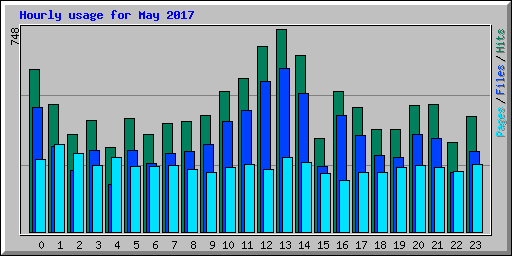 Hourly usage for May 2017
748
Pages/Files/Hits
0 1 2 3 4 5 6 7 8 9 10 11 12 13 14 15 16 17 18 19 20 21 22 23